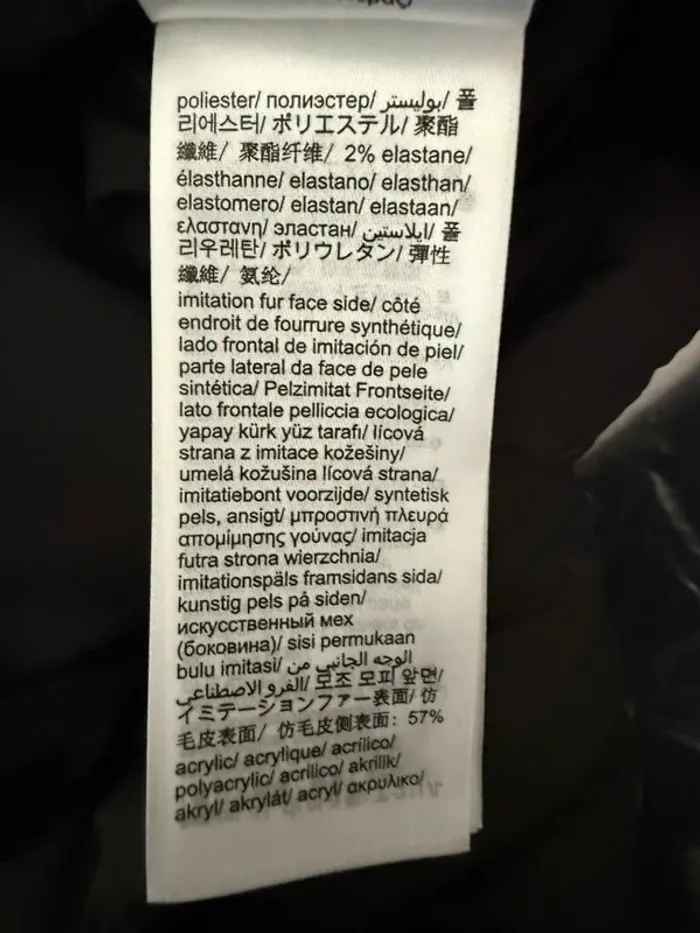 poliester/ полиэстер/ بوليستر/ 폴
리에스터/ ポリエステル/ 聚酯
纖維/ 聚酯纤维/ 2% elastane/
élasthanne/ elastano/ elasthan/
elastomero/ elastan/ elastaan/
ελαστανη/ эластан/ ايلاستين/ 폴
리우레탄/ ポリウレタン/ 彈性
纖維/ 氨纶/
imitation fur face side/ côté
endroit de fourrure synthétique/
lado frontal de imitación de piel/
parte lateral da face de pele
sintética/ Pelzimitat Frontseite/
lato frontale pelliccia ecologica/
yapay kürk yüz tarafı/ lícová
strana z imitace kožešiny/
umelá kožušina lícová strana/
imitatiebont voorzijde/ syntetisk
pels, ansigt/ μπροστινή πλευρά
απομίμησης γούνας/ imitacja
futra strona wierzchnia/
imitationspäls framsidans sida/
kunstig pels på siden/
искусственный мех
(боковина)/ sisi permukaan
bulu imitasi/ الوجه الجانبي من
الفرو الاصطناعي/ 모조 모피 앞면/
イミテーションファー表面/ 仿
毛皮表面/ 仿毛皮侧表面: 57%
acrylic/ acrylique/ acrílico/
polyacrylic/ acrilico/ akrilik/
akryl/ akrylát/ acryl/ ακρυλικο/